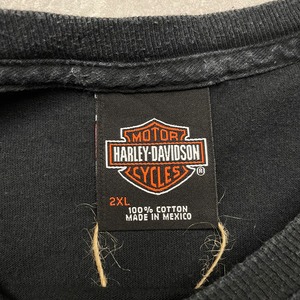 MOTOR
HARLEY-DAVIDSON
CYCLES
®
2XL
100% COTTON
MADE IN MEXICO